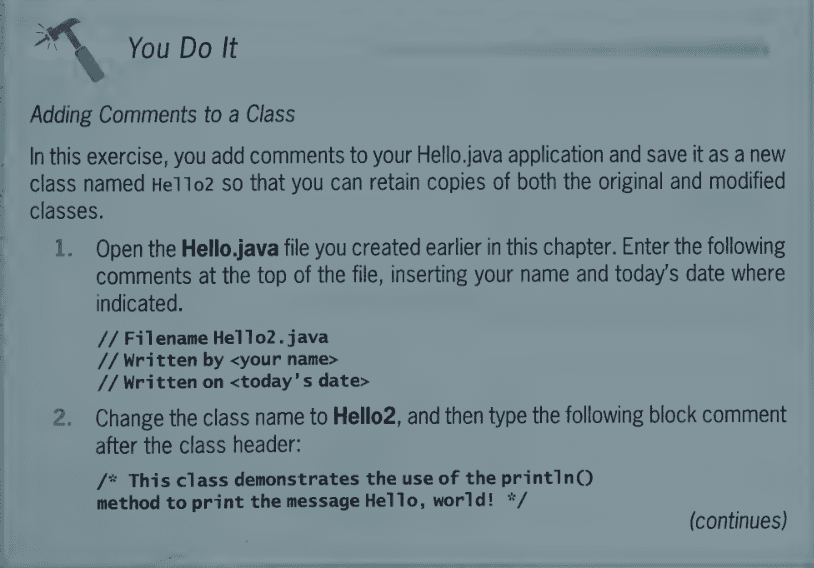 You Do It
Adding Comments to a Class
In this exercise, you add comments to your Hello.java application and save it as a new
class named Hello2 so that you can retain copies of both the original and modified
classes.
1. Open the Hello.java file you created earlier in this chapter. Enter the following
comments at the top of the file, inserting your name and today's date where
indicated.
// Filename Hello2.java
// Written by <your name>
// Written on <today's date>
2. Change the class name to Hello2, and then type the following block comment
after the class header:
/* This class demonstrates the use of the println()
method to print the message Hello, world! */
(continues)